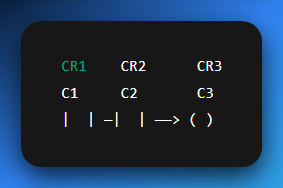 CR1 CR2 CR3
C1 C2 C3
| | —| | ——> ( )